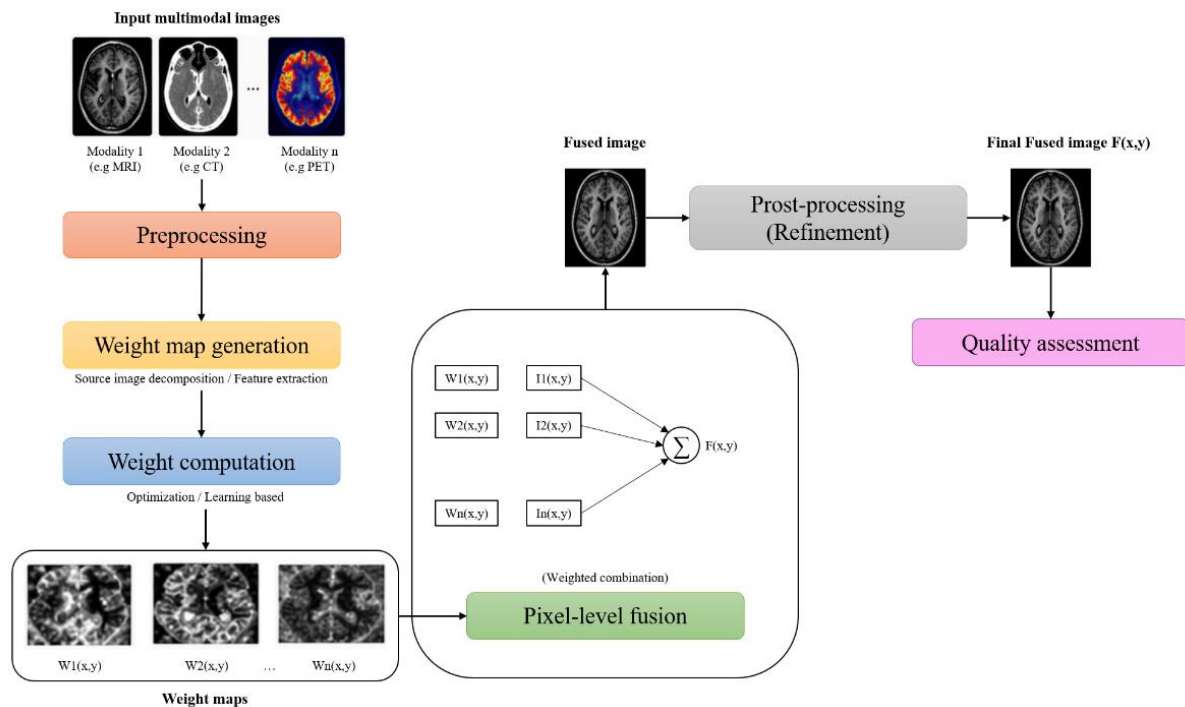 Input multimodal images
...
Modality 1
(e.g MRI)
Modality 2
(e.g CT)
Modality n
(e.g PET)
Preprocessing
Weight map generation
Source image decomposition / Feature extraction
Weight computation
Optimization / Learning based
W1(x,y)
W2(x,y)
...
Wn(x,y)
Weight maps
W1(x,y)
I1(x,y)
W2(x,y)
I2(x,y)
Wn(x,y)
In(x,y)
∑
F(x,y)
(Weighted combination)
Pixel-level fusion
Fused image
Prost-processing
(Refinement)
Final Fused image F(x,y)
Quality assessment